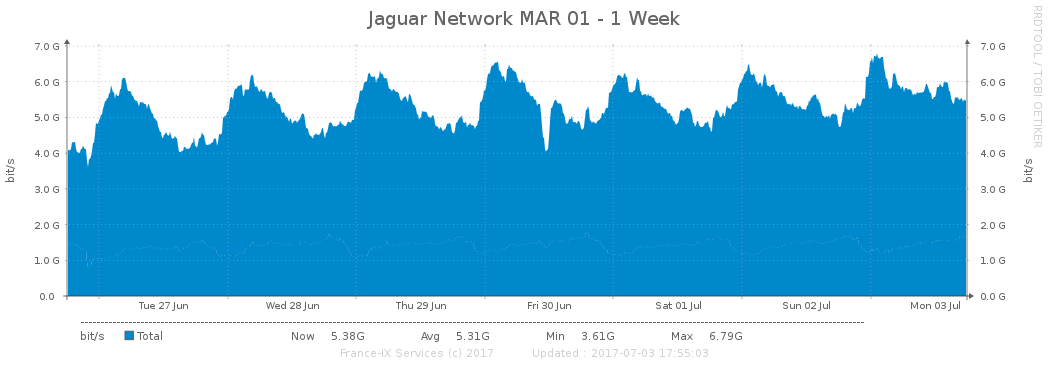 Jaguar Network MAR 01 - 1 Week
RRDTOOL / TOBI OETIKER
7.0 G 7.0 G
6.0 G 6.0 G
5.0 G 5.0 G
4.0 G 4.0 G
3.0 G 3.0 G
2.0 G 2.0 G
1.0 G 1.0 G
0.0 0.0 G
bit/s bit/s
Tue 27 Jun Wed 28 Jun Thu 29 Jun Fri 30 Jun Sat 01 Jul Sun 02 Jul Mon 03 Jul
bit/s Total Now 5.38G Avg 5.31G Min 3.61G Max 6.79G
France-IX Services (c) 2017 Updated : 2017-07-03 17:55:03